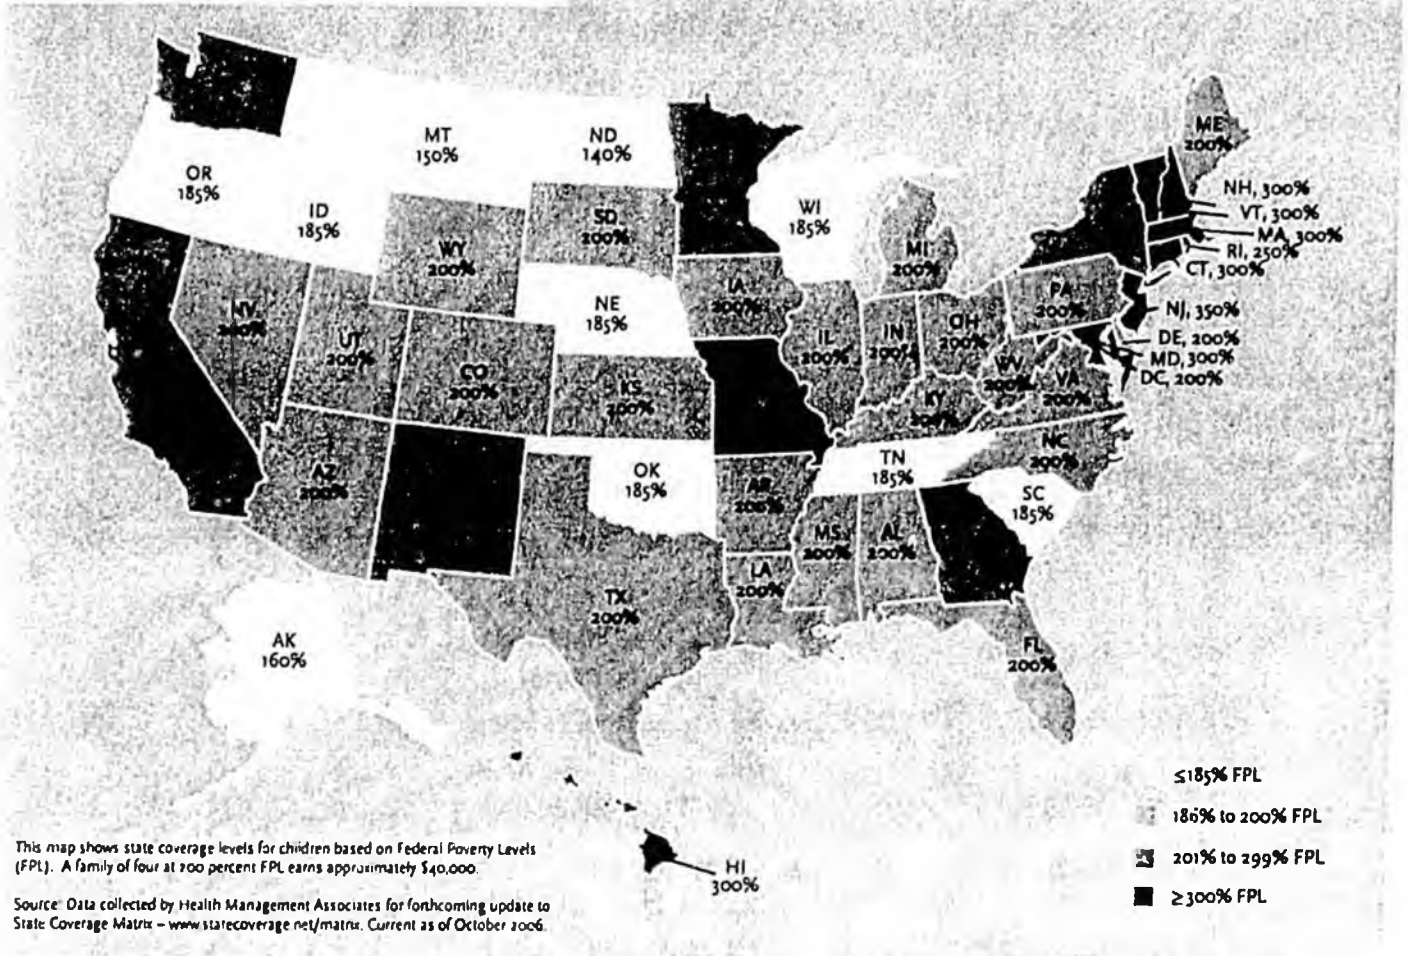 MT
150%
ND
140%
ME
200%
OR
185%
ID
185%
SD
200%
WI
185%
NH, 300%
VT, 300%
MA, 300%
RI, 250%
CT, 300%
WY
200%
MI
200%
NE
185%
IA
200%
PA
200%
NJ, 350%
NV
UT
200%
IL
200%
IN
200%
OH
200%
DE, 200%
MD, 300%
DC, 200%
CO
200%
KS
200%
WV
200%
VA
200%
KY
AZ
200%
OK
185%
TN
185%
NC
200%
AR
200%
SC
185%
MS
200%
AL
200%
LA
200%
TX
200%
AK
160%
FL
200%
≤185% FPL
186% to 200% FPL
201% to 299% FPL
≥300% FPL
HI
300%
This map shows state coverage levels for children based on Federal Poverty Levels
(FPL). A family of four at 200 percent FPL earns approximately $40,000.
Source: Data collected by Health Management Associates for forthcoming update to
State Coverage Matrix – www.statecoverage.net/matrix. Current as of October 2006.